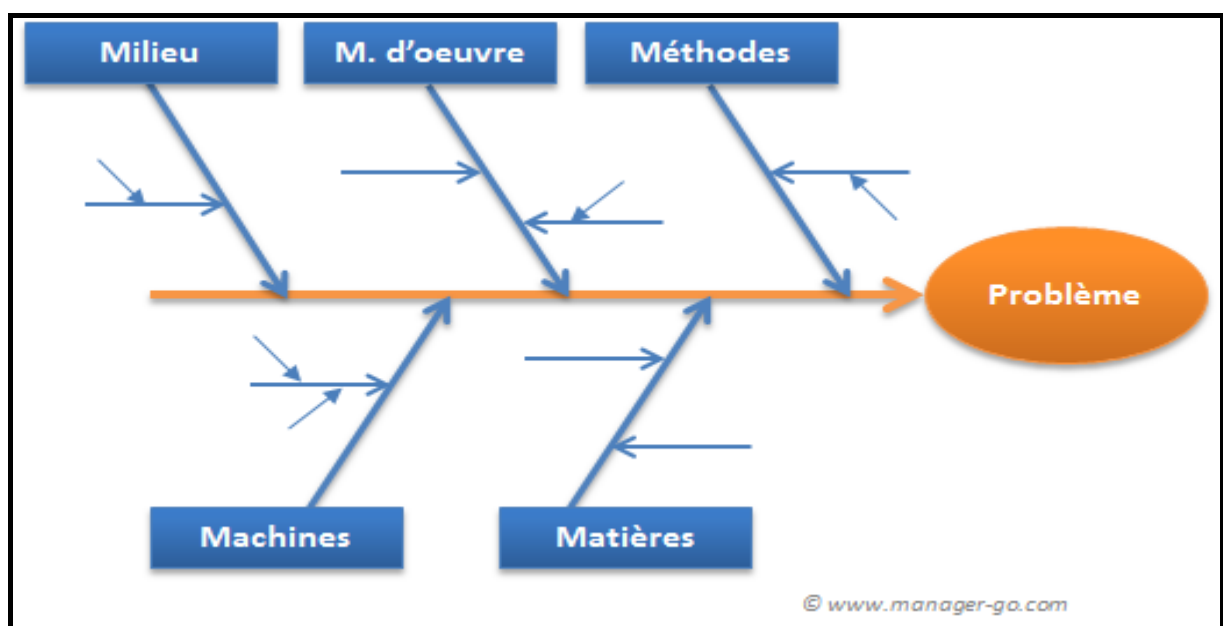 Milieu
M. d'oeuvre
Méthodes
Problème
Machines
Matières
© www.manager-go.com